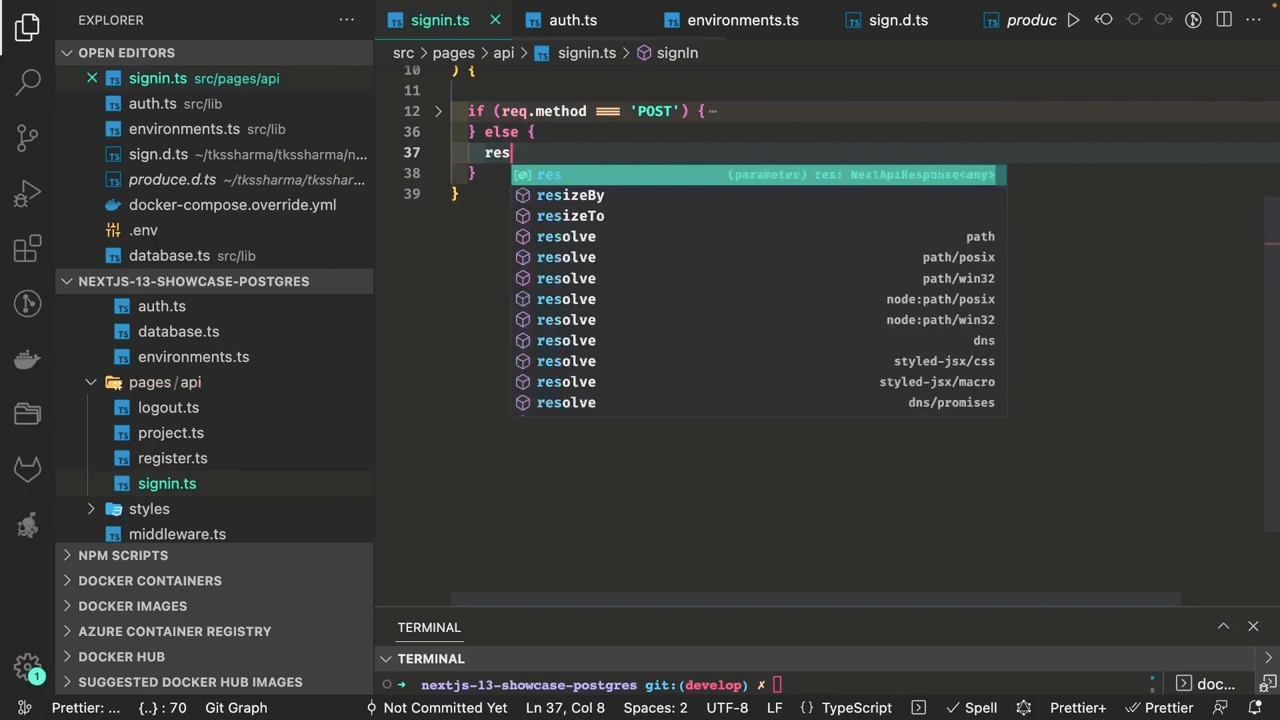 EXPLORER
OPEN EDITORS
signin.ts src/pages/api
auth.ts src/lib
environments.ts src/lib
sign.d.ts ~/tkssharma/tkssharma/n...
produce.d.ts ~/tkssharma/tkssharma/...
docker-compose.override.yml
.env
database.ts src/lib
NEXTJS-13-SHOWCASE-POSTGRES
auth.ts
database.ts
environments.ts
pages / api
logout.ts
project.ts
register.ts
signin.ts
styles
middleware.ts
NPM SCRIPTS
DOCKER CONTAINERS
DOCKER IMAGES
AZURE CONTAINER REGISTRY
DOCKER HUB
SUGGESTED DOCKER HUB IMAGES
signin.ts auth.ts environments.ts sign.d.ts produc
src > pages > api > signin.ts > signIn
10 ) {
11
12 if (req.method === 'POST') {
36 } else {
37 res
38 }
39 }
res (parameter) res: NextApiResponse<any>
resizeBy
resizeTo
resolve path
resolve path/posix
resolve path/win32
resolve node:path/posix
resolve node:path/win32
resolve dns
resolve styled-jsx/css
resolve styled-jsx/macro
resolve dns/promises
TERMINAL
TERMINAL
nextjs-13-showcase-postgres git:(develop) ✗
doc...
1 Prettier: ... {..} : 70 Git Graph Not Committed Yet Ln 37, Col 8 Spaces: 2 UTF-8 LF { } TypeScript Spell Prettier+ Prettier